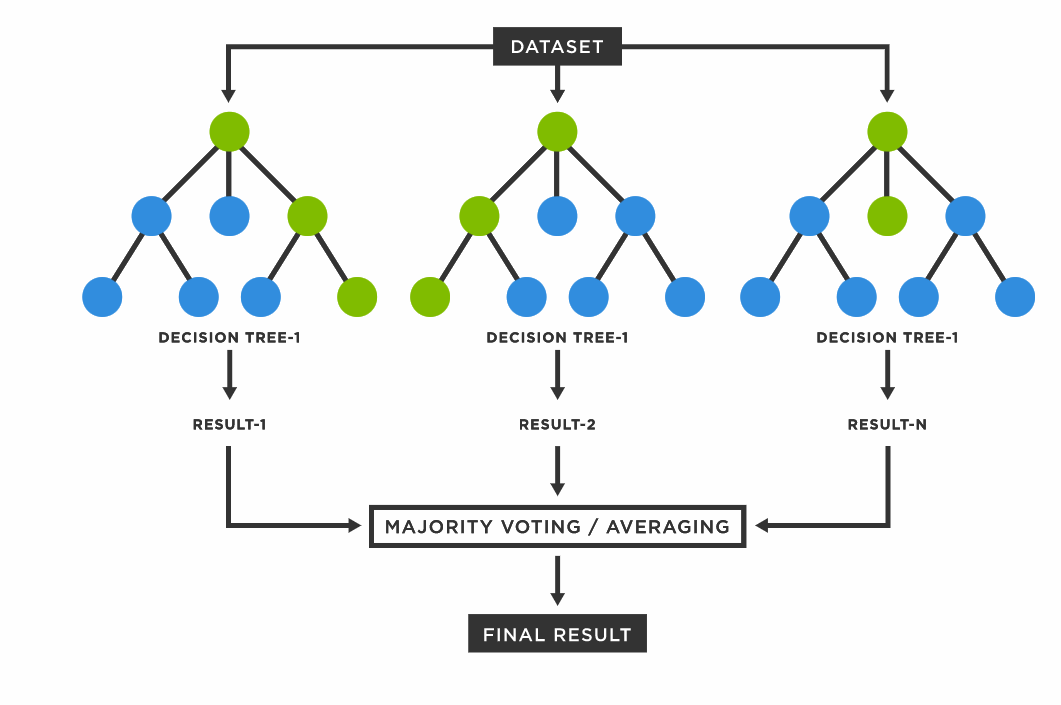 DATASET
DECISION TREE-1
DECISION TREE-1
DECISION TREE-1
RESULT-1
RESULT-2
RESULT-N
MAJORITY VOTING / AVERAGING
FINAL RESULT